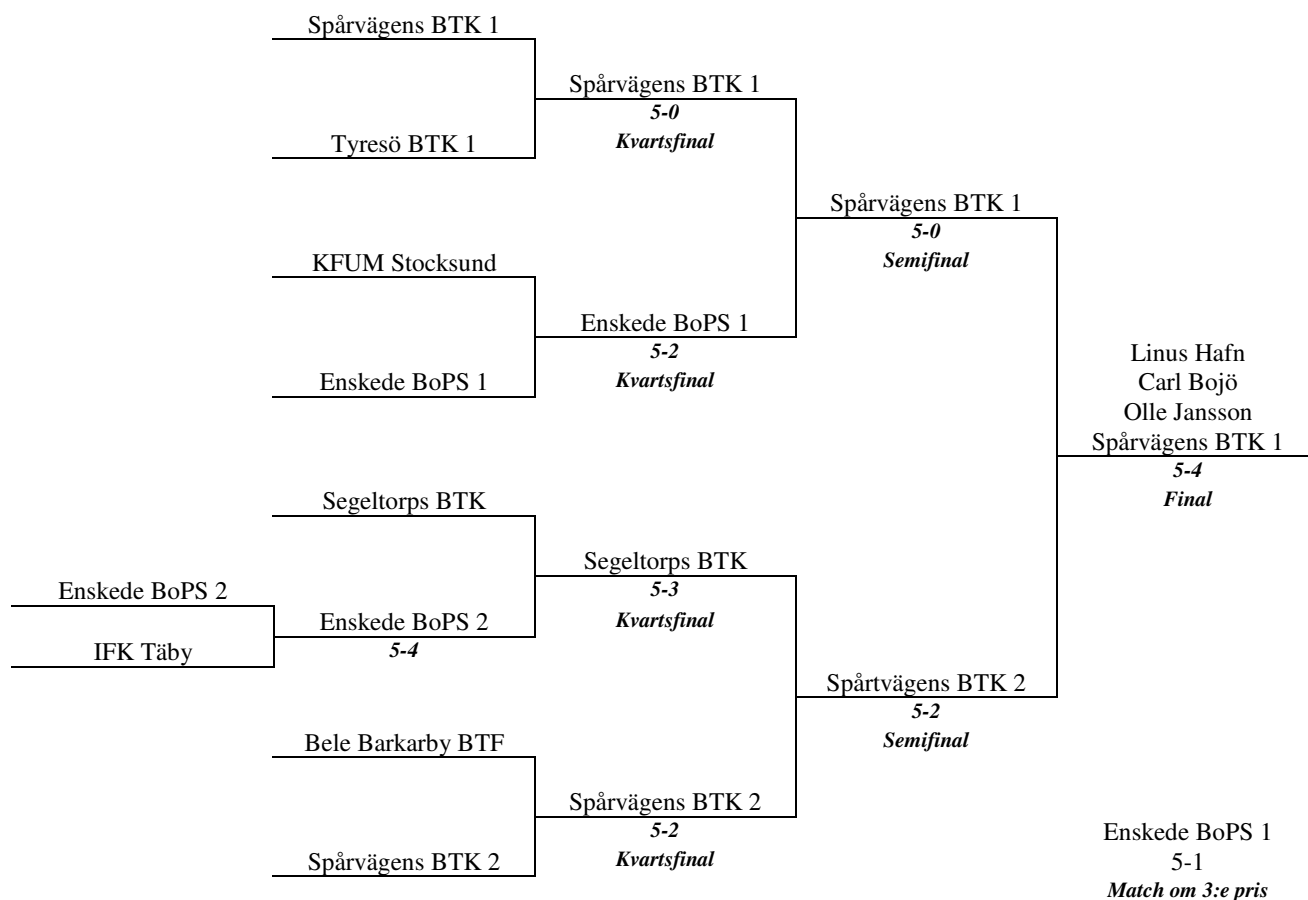 Spårvägens BTK 1
Spårvägens BTK 1
5-0
Kvartsfinal
Tyresö BTK 1
Spårvägens BTK 1
5-0
Semifinal
KFUM Stocksund
Enskede BoPS 1
5-2
Kvartsfinal
Enskede BoPS 1
Linus Hafn
Carl Bojö
Olle Jansson
Spårvägens BTK 1
5-4
Final
Segeltorps BTK
Segeltorps BTK
5-3
Kvartsfinal
Enskede BoPS 2
Enskede BoPS 2
5-4
IFK Täby
Spårtvägens BTK 2
5-2
Semifinal
Bele Barkarby BTF
Spårvägens BTK 2
5-2
Kvartsfinal
Spårvägens BTK 2
Enskede BoPS 1
5-1
Match om 3:e pris